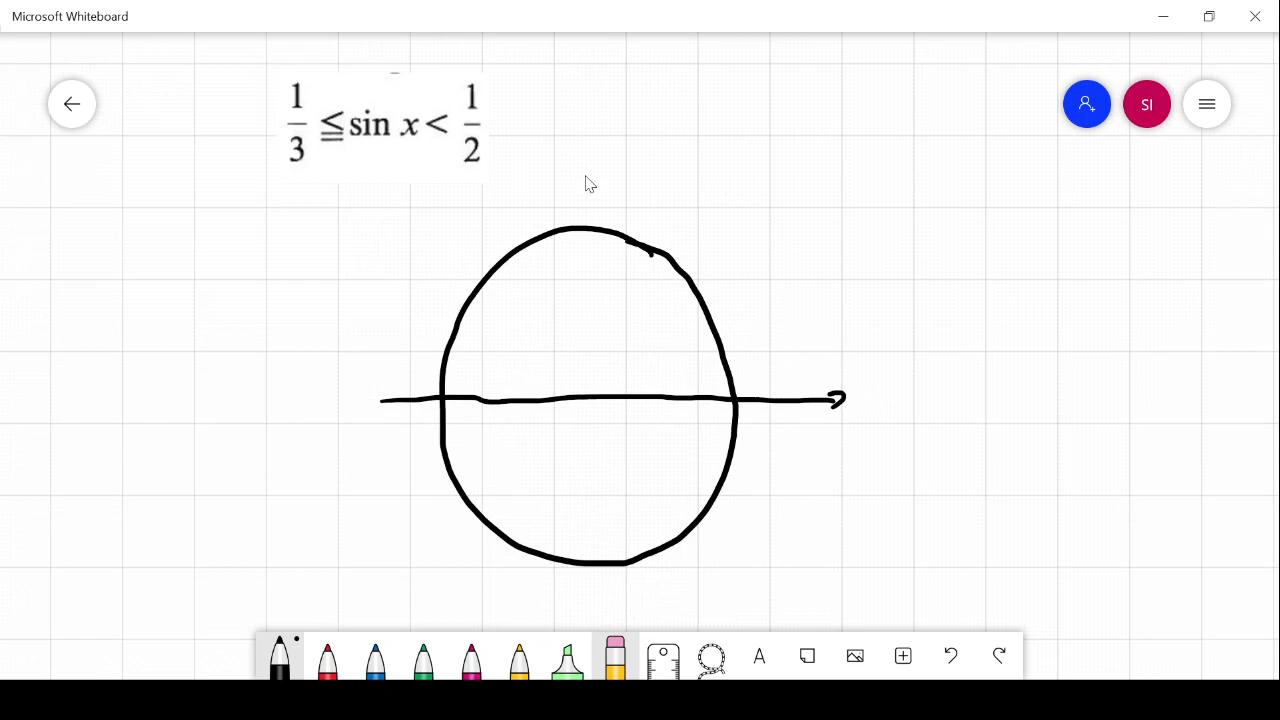 Microsoft Whiteboard
1/3 ≦ sin x < 1/2
SI
A